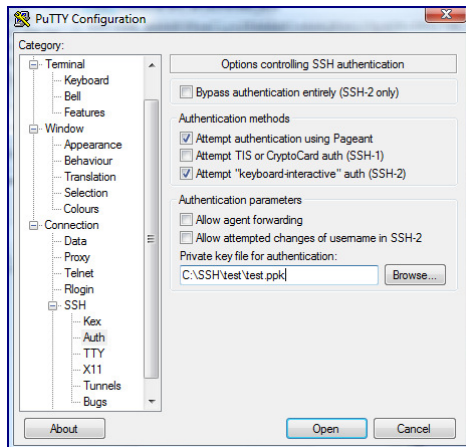 PuTTY Configuration
Category:
Terminal
Keyboard
Bell
Features
Window
Appearance
Behaviour
Translation
Selection
Colours
Connection
Data
Proxy
Telnet
Rlogin
SSH
Kex
Auth
TTY
X11
Tunnels
Bugs
Options controlling SSH authentication
Bypass authentication entirely (SSH-2 only)
Authentication methods
Attempt authentication using Pageant
Attempt TIS or CryptoCard auth (SSH-1)
Attempt "keyboard-interactive" auth (SSH-2)
Authentication parameters
Allow agent forwarding
Allow attempted changes of username in SSH-2
Private key file for authentication:
C:\SSH\test\test.ppk
Browse...
About
Open
Cancel